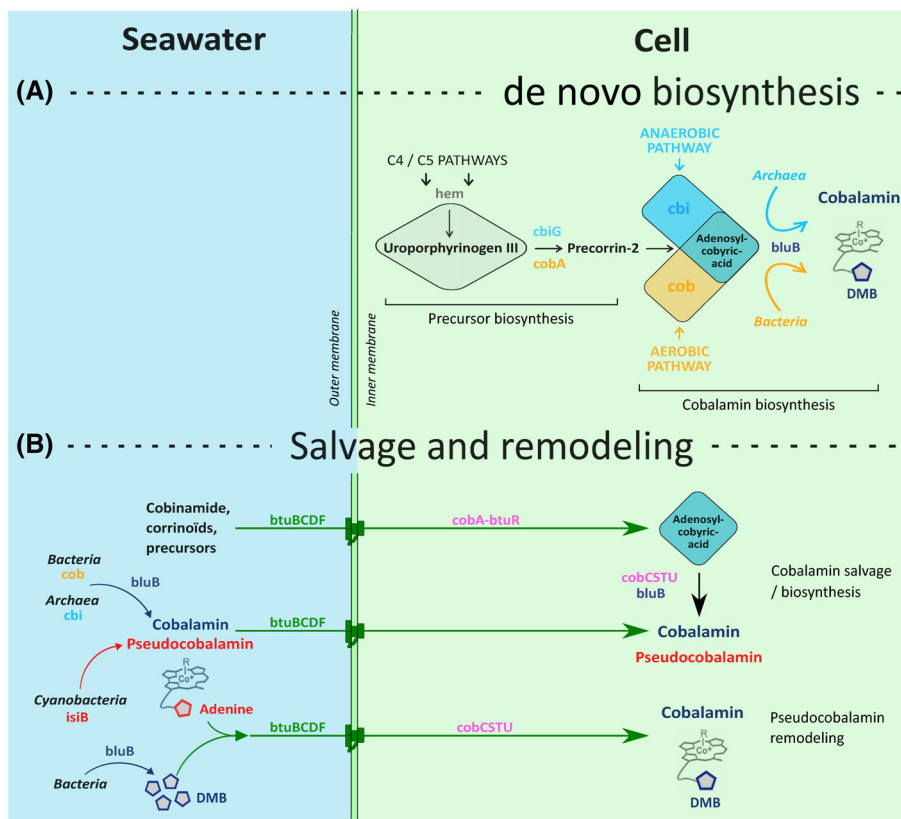 Seawater
Cell
(A)
de novo biosynthesis
ANAEROBIC
PATHWAY
C4 / C5 PATHWAYS
hem
Uroporphyrinogen III
cbiG
cobA
Precorrin-2
cbi
Adenosyl-
cobyric-
acid
cob
AEROBIC
PATHWAY
Archaea
bluB
Bacteria
Cobalamin
R
Co+
DMB
Precursor biosynthesis
Cobalamin biosynthesis
Outer membrane
Inner membrane
(B)
Salvage and remodeling
Cobinamide,
corrinoïds,
precursors
btuBCDF
cobA-btuR
Adenosyl-
cobyric-
acid
Bacteria
cob
bluB
Archaea
cbi
cobCSTU
bluB
Cobalamin salvage
/ biosynthesis
Cobalamin
Pseudocobalamin
btuBCDF
Cobalamin
Pseudocobalamin
Cyanobacteria
isiB
R
Co+
Adenine
btuBCDF
cobCSTU
Cobalamin
R
Co+
DMB
Pseudocobalamin
remodeling
bluB
Bacteria
DMB